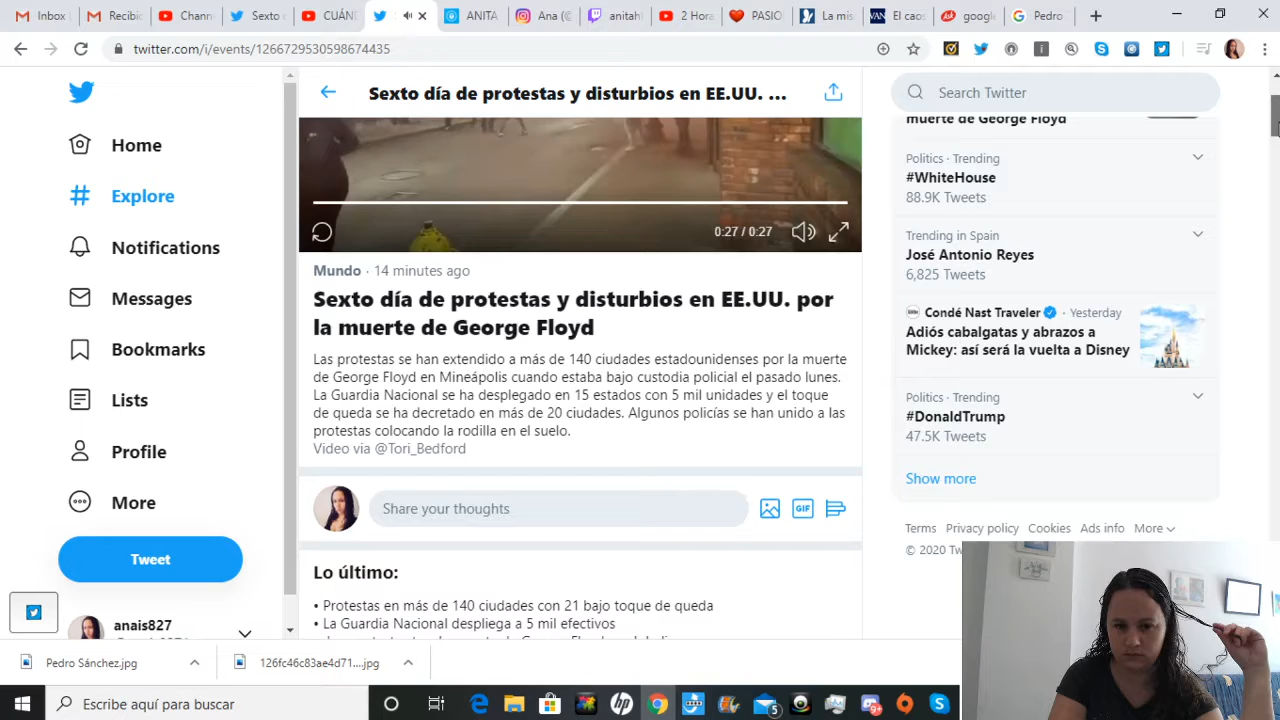 Inbox
Recibic
Chann
Sexto d
CUÁN
ANITA
Ana (@
anitah
2 Hora
PASIO
La mis
VAN
El caos
Ask
google
Pedro
twitter.com/i/events/1266729530598674435
Home
Explore
Notifications
Messages
Bookmarks
Lists
Profile
More
Tweet
anais827
Sexto día de protestas y disturbios en EE.UU. ...
0:27 / 0:27
Mundo · 14 minutes ago
Sexto día de protestas y disturbios en EE.UU. por
la muerte de George Floyd
Las protestas se han extendido a más de 140 ciudades estadounidenses por la muerte
de George Floyd en Mineápolis cuando estaba bajo custodia policial el pasado lunes.
La Guardia Nacional se ha desplegado en 15 estados con 5 mil unidades y el toque
de queda se ha decretado en más de 20 ciudades. Algunos policías se han unido a las
protestas colocando la rodilla en el suelo.
Video via @Tori_Bedford
Share your thoughts
GIF
Lo último:
• Protestas en más de 140 ciudades con 21 bajo toque de queda
• La Guardia Nacional despliega a 5 mil efectivos
Search Twitter
muerte de George Floyd
Politics · Trending
#WhiteHouse
88.9K Tweets
Trending in Spain
José Antonio Reyes
6,825 Tweets
Condé Nast Traveler · Yesterday
Adiós cabalgatas y abrazos a
Mickey: así será la vuelta a Disney
Politics · Trending
#DonaldTrump
47.5K Tweets
Show more
Terms Privacy policy Cookies Ads info More
© 2020 Tw
Pedro Sánchez.jpg
126fc46c83ae4d71....jpg
Escribe aquí para buscar
hp
5
9+